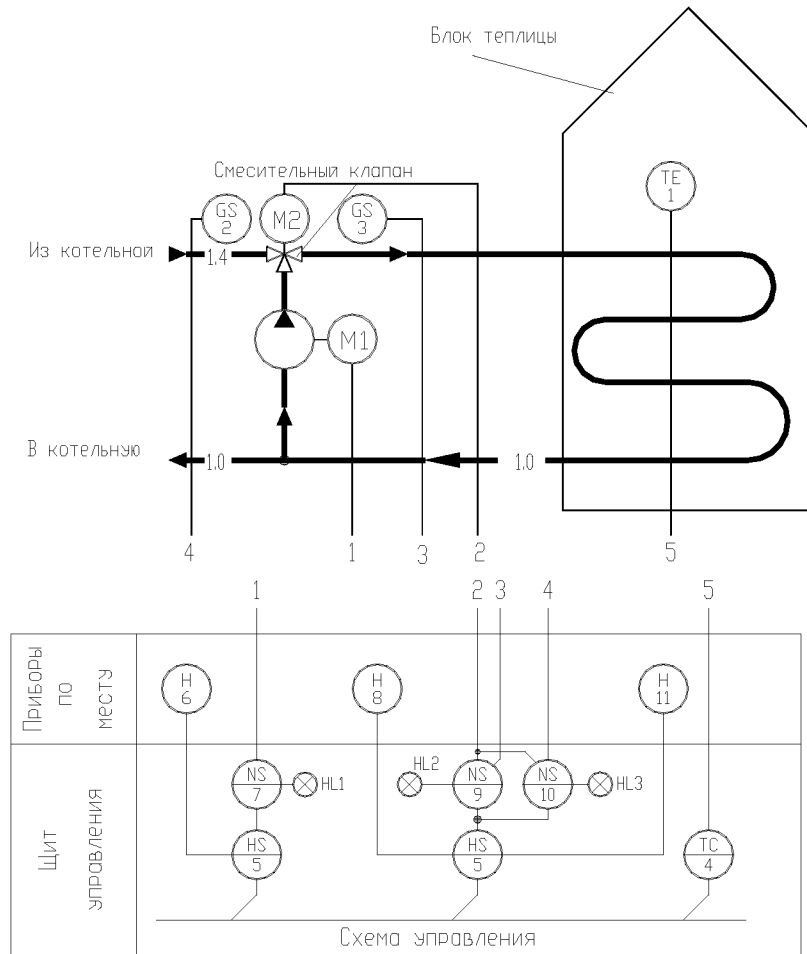 Блок теплицы
Смесительный клапан
TE
1
GS
2
M2
GS
3
Из котельной
1.4
M1
В котельную
1.0
1.0
4
1
3
2
5
1
2
3
4
5
Приборы
по
месту
H
6
H
8
H
11
Щит
управления
NS
7
HL1
HL2
NS
9
NS
10
HL3
HS
5
HS
5
TC
4
Схема управления